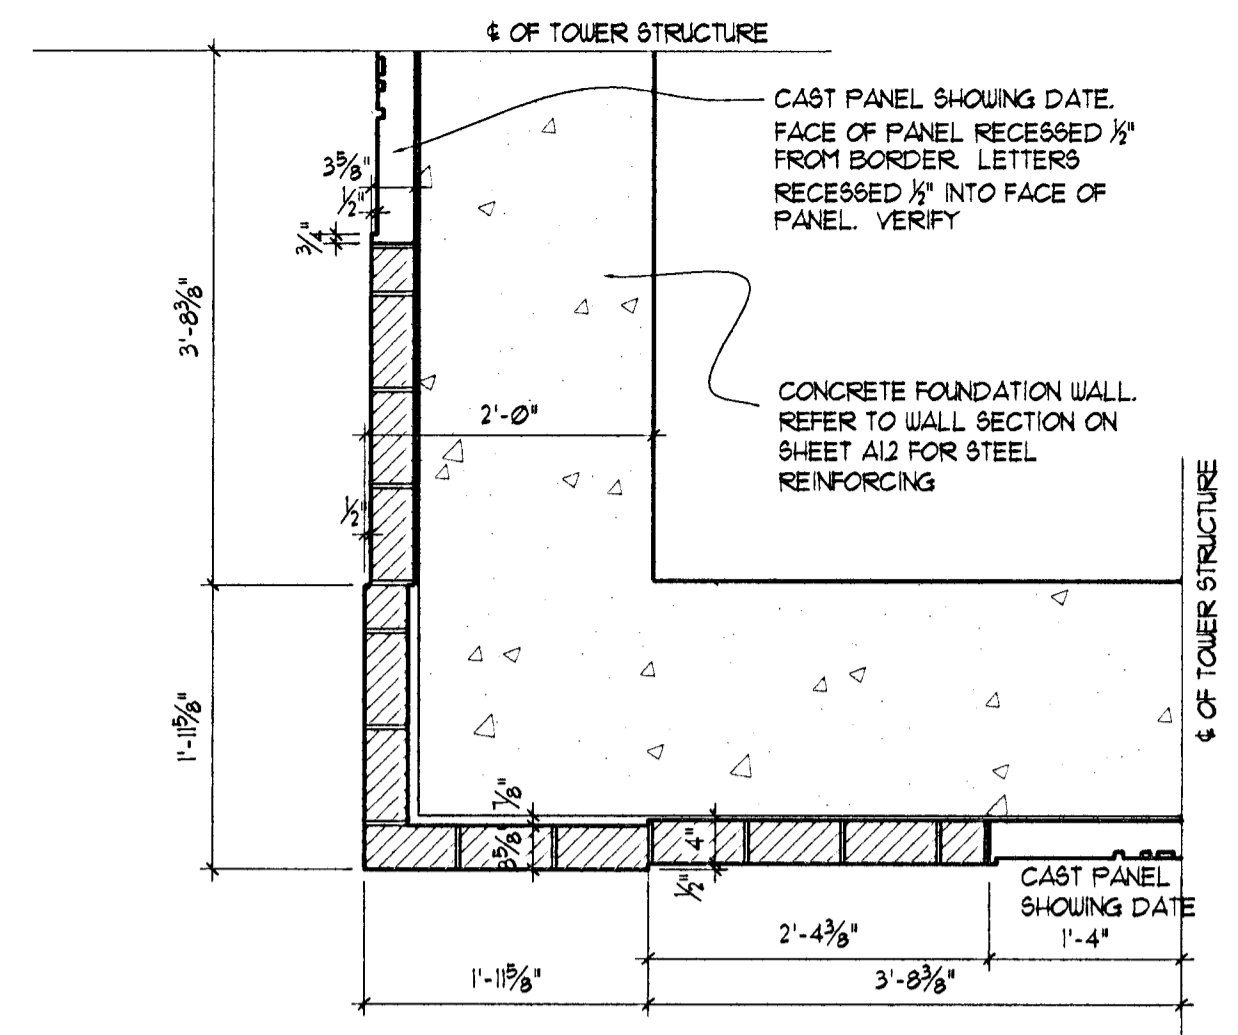 ℄ OF TOWER STRUCTURE
CAST PANEL SHOWING DATE.
FACE OF PANEL RECESSED ½"
FROM BORDER. LETTERS
RECESSED ½" INTO FACE OF
PANEL. VERIFY
3⅝"
½"
¾"
3'-8⅜"
2'-0"
CONCRETE FOUNDATION WALL.
REFER TO WALL SECTION ON
SHEET A1.2 FOR STEEL
REINFORCING
½"
℄ OF TOWER STRUCTURE
1'-11⅝"
⅞"
3⅝"
4"
½"
CAST PANEL
SHOWING DATE
2'-4⅜"
1'-4"
1'-11⅝"
3'-8⅜"